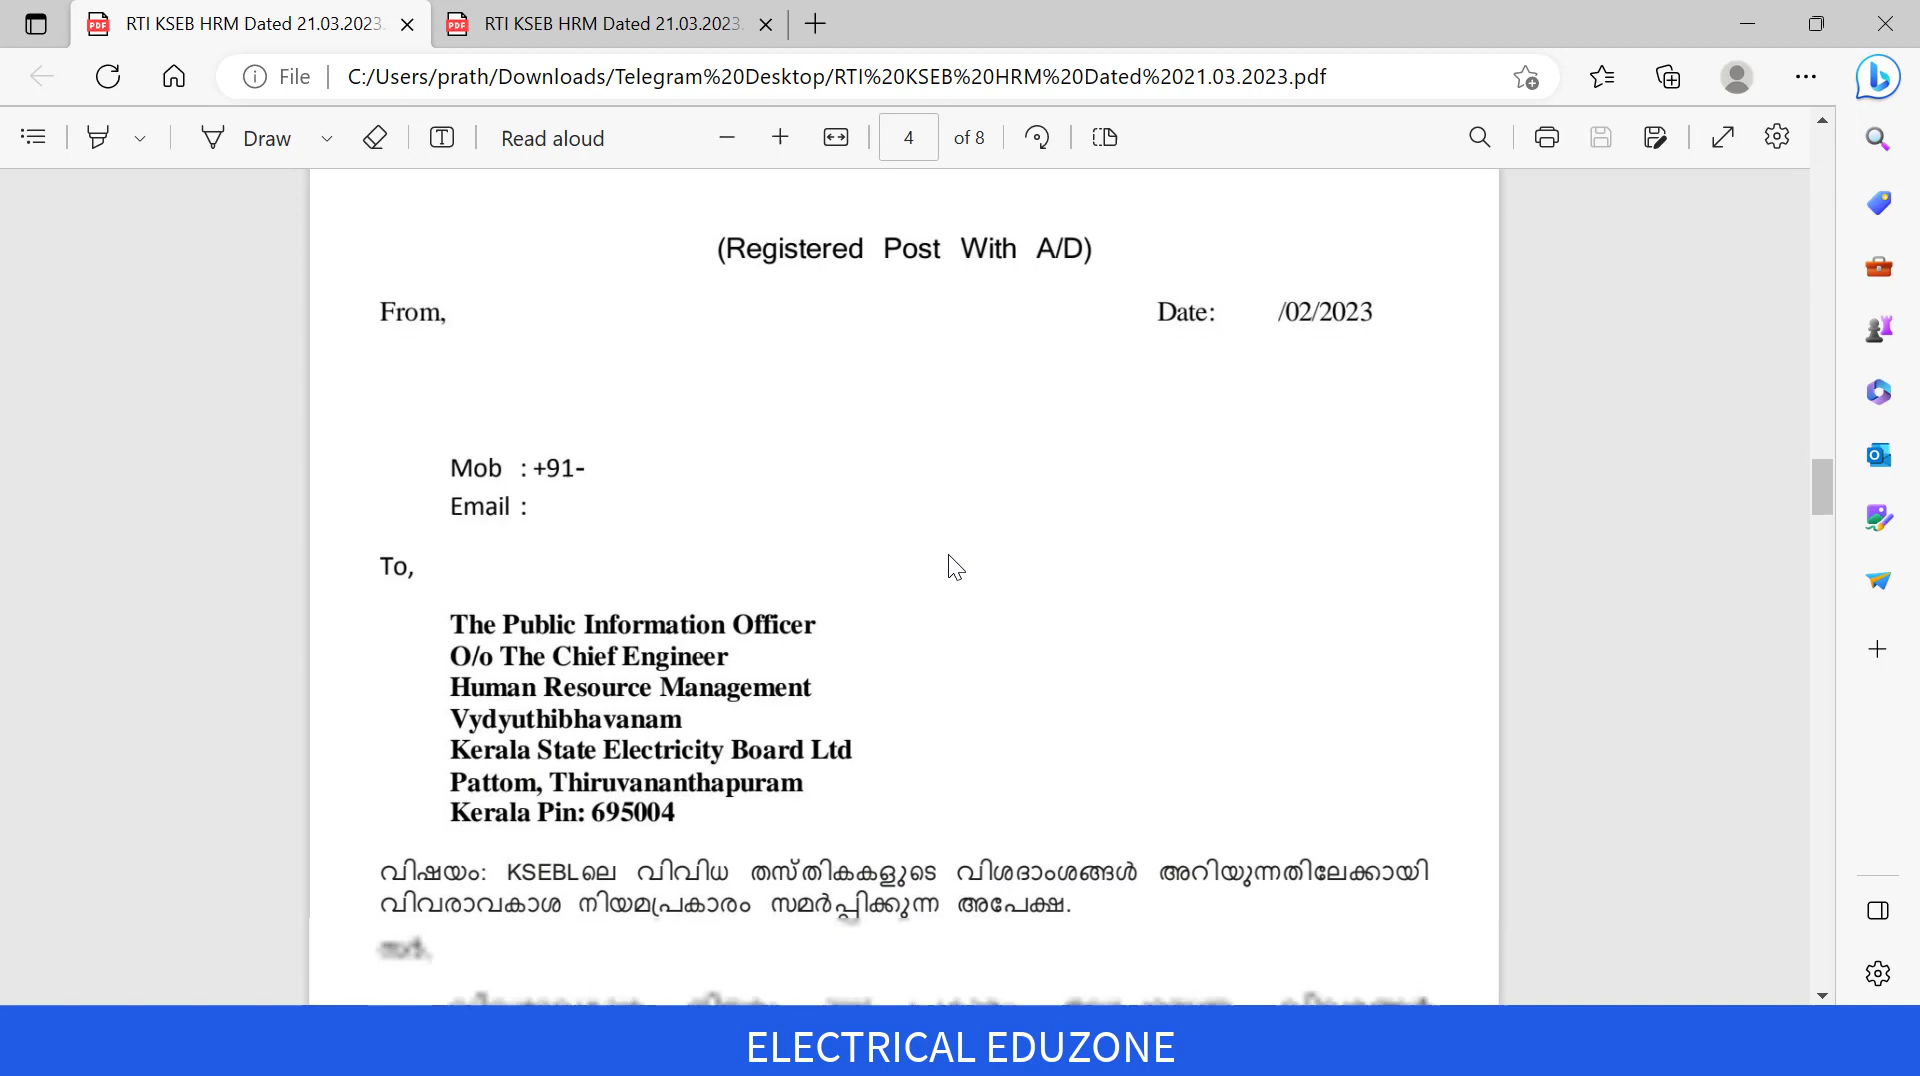 RTI KSEB HRM Dated 21.03.2023
RTI KSEB HRM Dated 21.03.2023
File
C:/Users/prath/Downloads/Telegram%20Desktop/RTI%20KSEB%20HRM%20Dated%2021.03.2023.pdf
Draw
Read aloud
4 of 8
(Registered Post With A/D)
From, Date: /02/2023
Mob : +91-
Email :
To,
The Public Information Officer
O/o The Chief Engineer
Human Resource Management
Vydyuthibhavanam
Kerala State Electricity Board Ltd
Pattom, Thiruvananthapuram
Kerala Pin: 695004
വിഷയം: KSEBLലെ വിവിധ തസ്തികകളുടെ വിശദാംശങ്ങൾ അറിയുന്നതിലേക്കായി
വിവരാവകാശ നിയമപ്രകാരം സമർപ്പിക്കുന്ന അപേക്ഷ.
ELECTRICAL EDUZONE